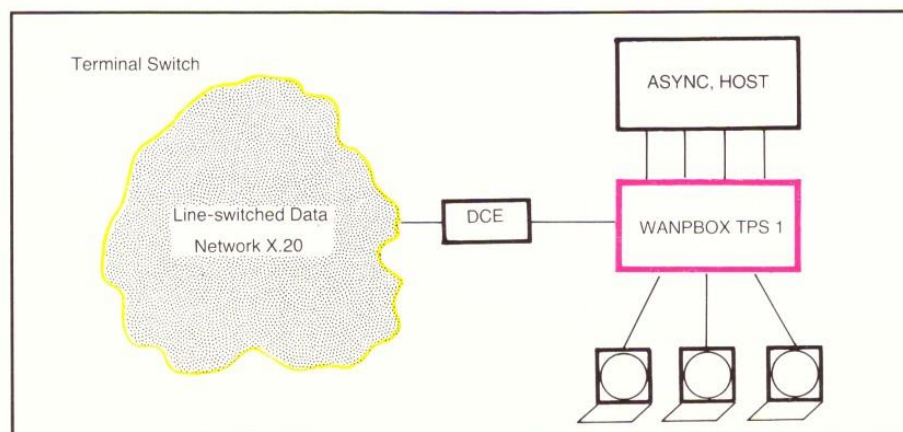 Terminal Switch
ASYNC, HOST
Line-switched Data
Network X.20
DCE
WANPBOX TPS 1